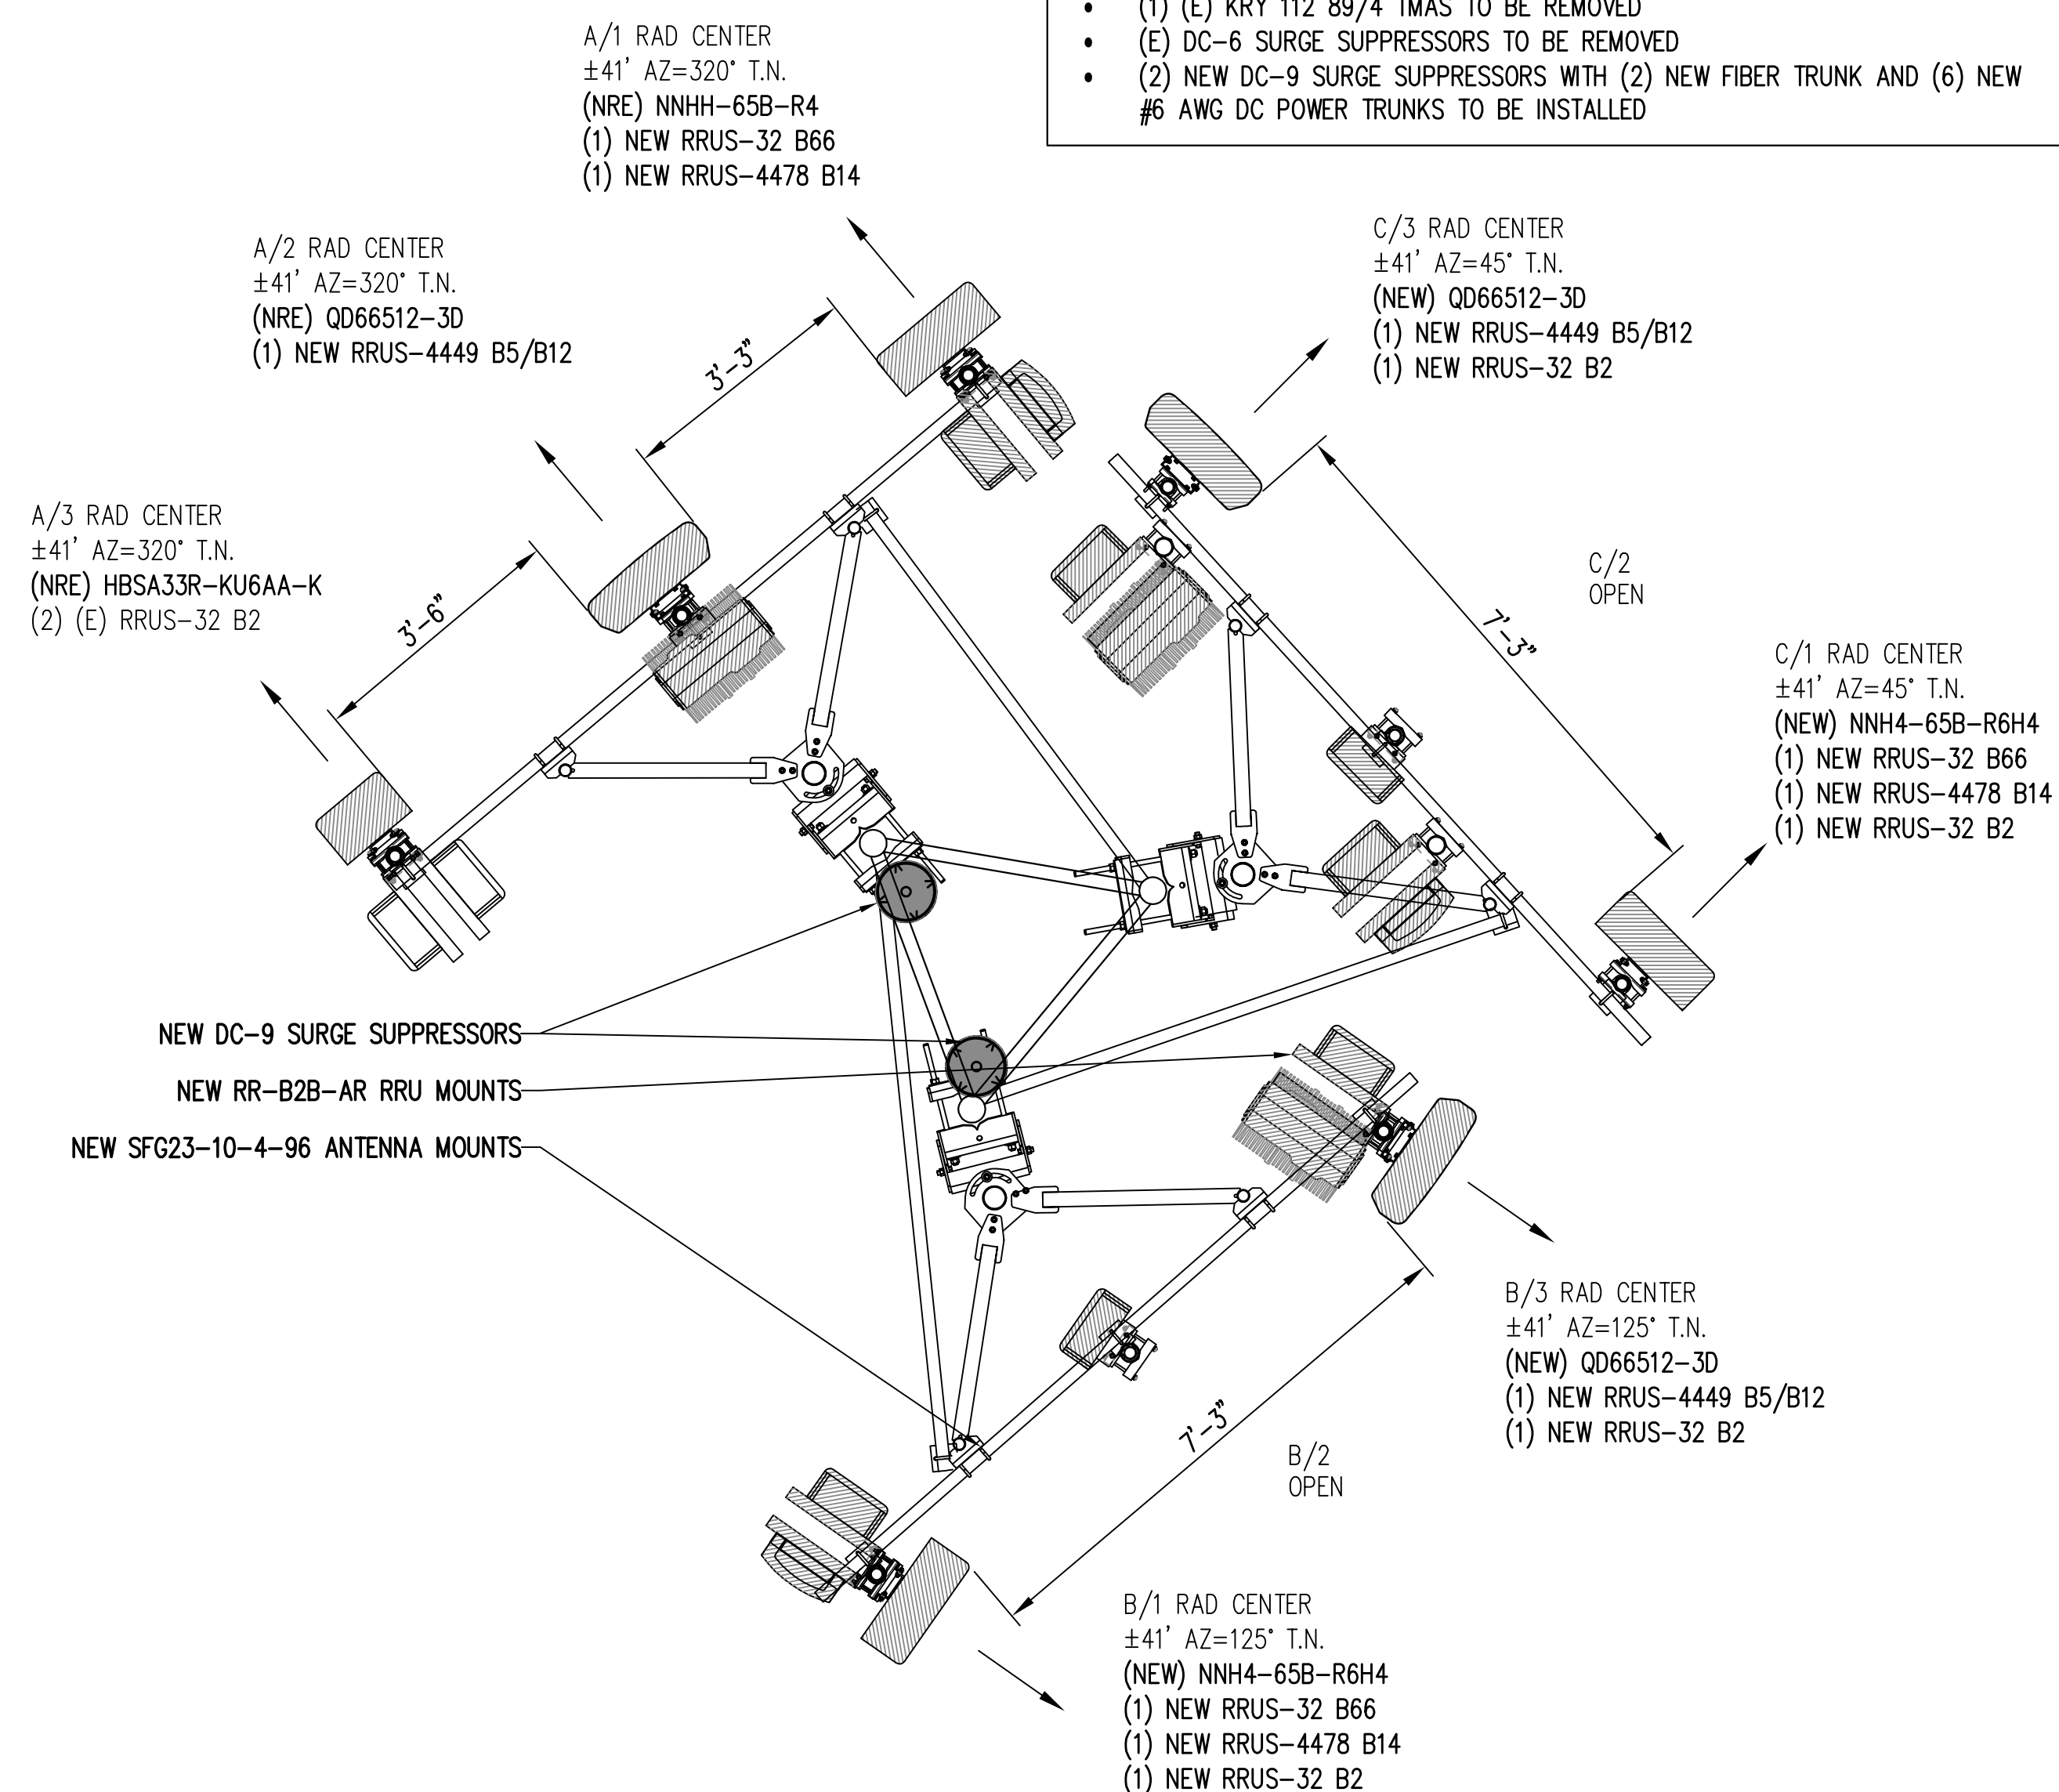 • (1) (E) KRY 112 89/4 TMAS TO BE REMOVED
• (E) DC-6 SURGE SUPPRESSORS TO BE REMOVED
• (2) NEW DC-9 SURGE SUPPRESSORS WITH (2) NEW FIBER TRUNK AND (6) NEW
#6 AWG DC POWER TRUNKS TO BE INSTALLED
A/1 RAD CENTER
±41' AZ=320° T.N.
(NRE) NNHH-65B-R4
(1) NEW RRUS-32 B66
(1) NEW RRUS-4478 B14
A/2 RAD CENTER
±41' AZ=320° T.N.
(NRE) QD66512-3D
(1) NEW RRUS-4449 B5/B12
C/3 RAD CENTER
±41' AZ=45° T.N.
(NEW) QD66512-3D
(1) NEW RRUS-4449 B5/B12
(1) NEW RRUS-32 B2
3'-3"
A/3 RAD CENTER
±41' AZ=320° T.N.
(NRE) HBSA33R-KU6AA-K
(2) (E) RRUS-32 B2
3'-6"
C/2
OPEN
7'-3"
C/1 RAD CENTER
±41' AZ=45° T.N.
(NEW) NNH4-65B-R6H4
(1) NEW RRUS-32 B66
(1) NEW RRUS-4478 B14
(1) NEW RRUS-32 B2
NEW DC-9 SURGE SUPPRESSORS
NEW RR-B2B-AR RRU MOUNTS
NEW SFG23-10-4-96 ANTENNA MOUNTS
B/3 RAD CENTER
±41' AZ=125° T.N.
(NEW) QD66512-3D
(1) NEW RRUS-4449 B5/B12
(1) NEW RRUS-32 B2
7'-3"
B/2
OPEN
B/1 RAD CENTER
±41' AZ=125° T.N.
(NEW) NNH4-65B-R6H4
(1) NEW RRUS-32 B66
(1) NEW RRUS-4478 B14
(1) NEW RRUS-32 B2